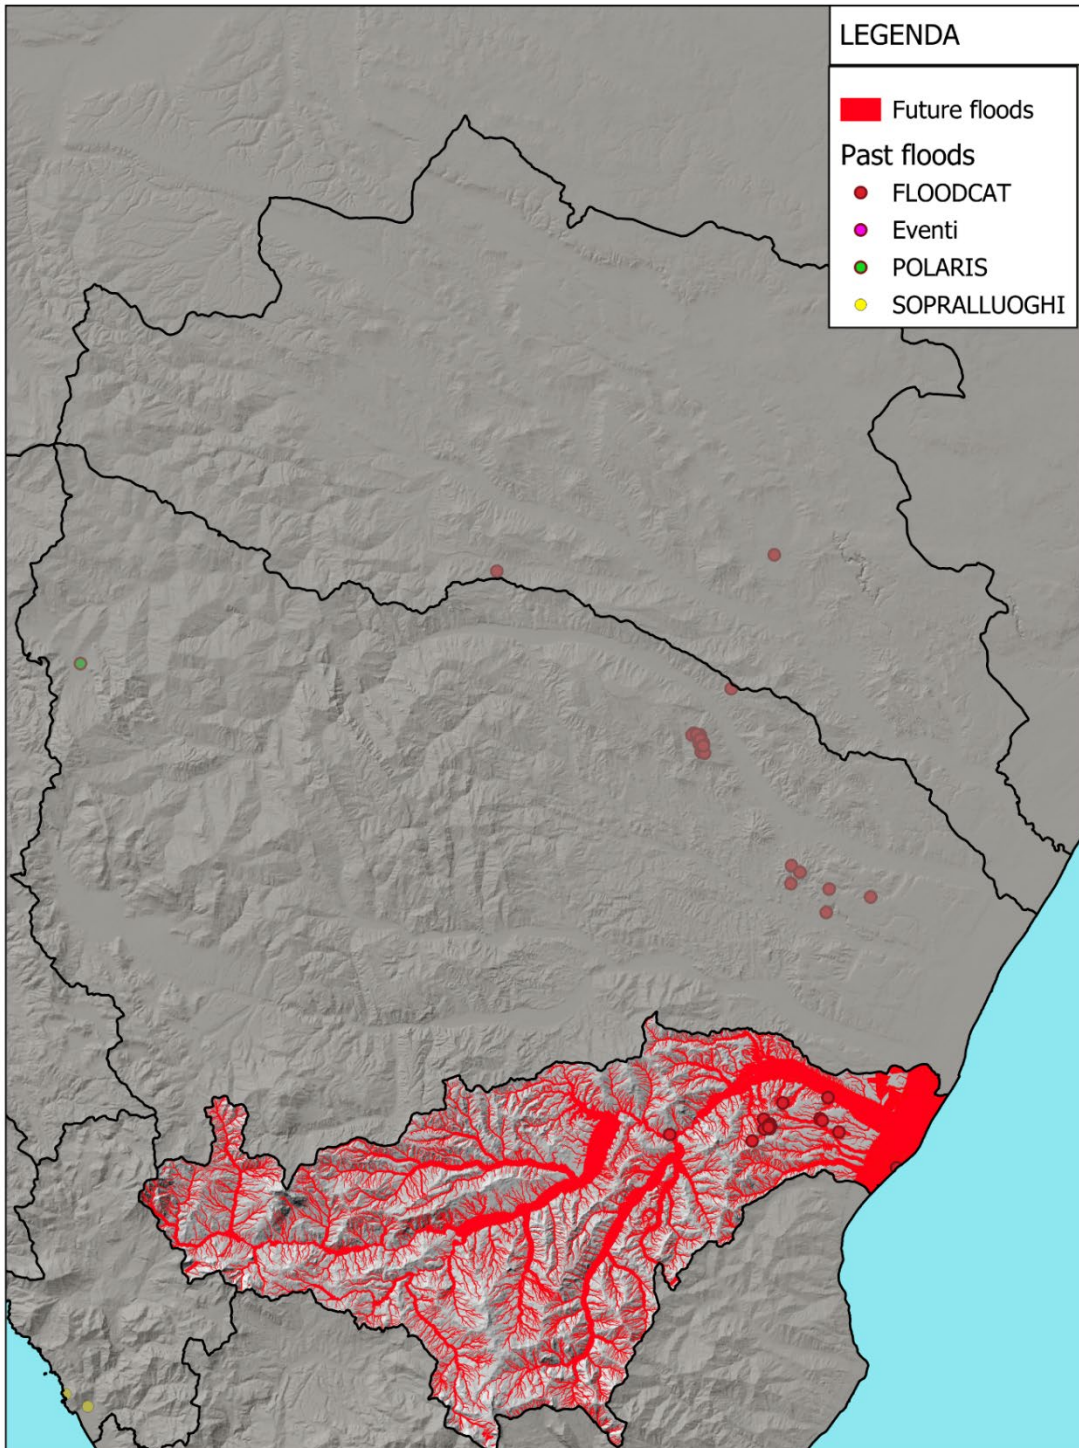 LEGENDA
Future floods
Past floods
FLOODCAT
Eventi
POLARIS
SOPRALLUOGHI